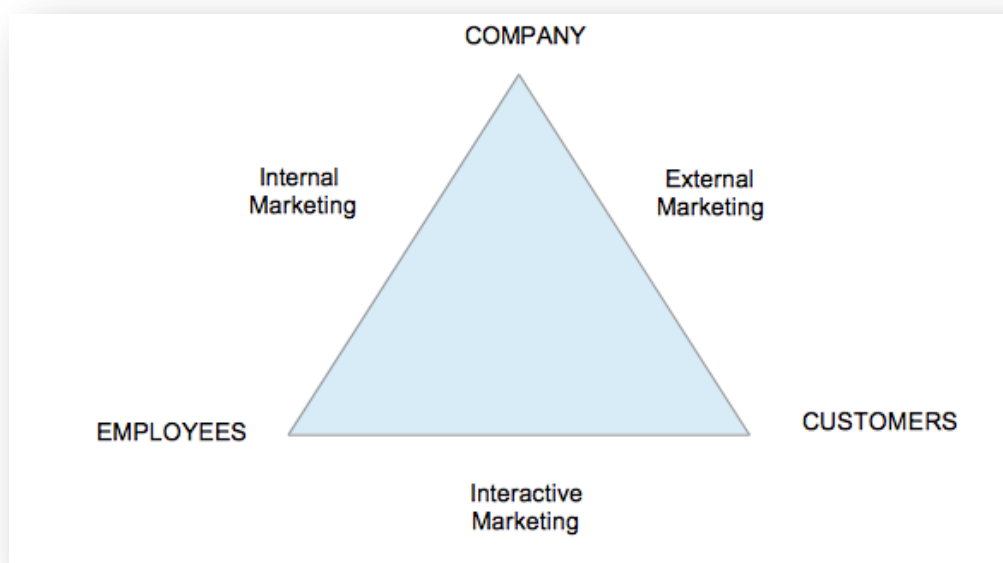 COMPANY
Internal
Marketing
External
Marketing
EMPLOYEES
CUSTOMERS
Interactive
Marketing